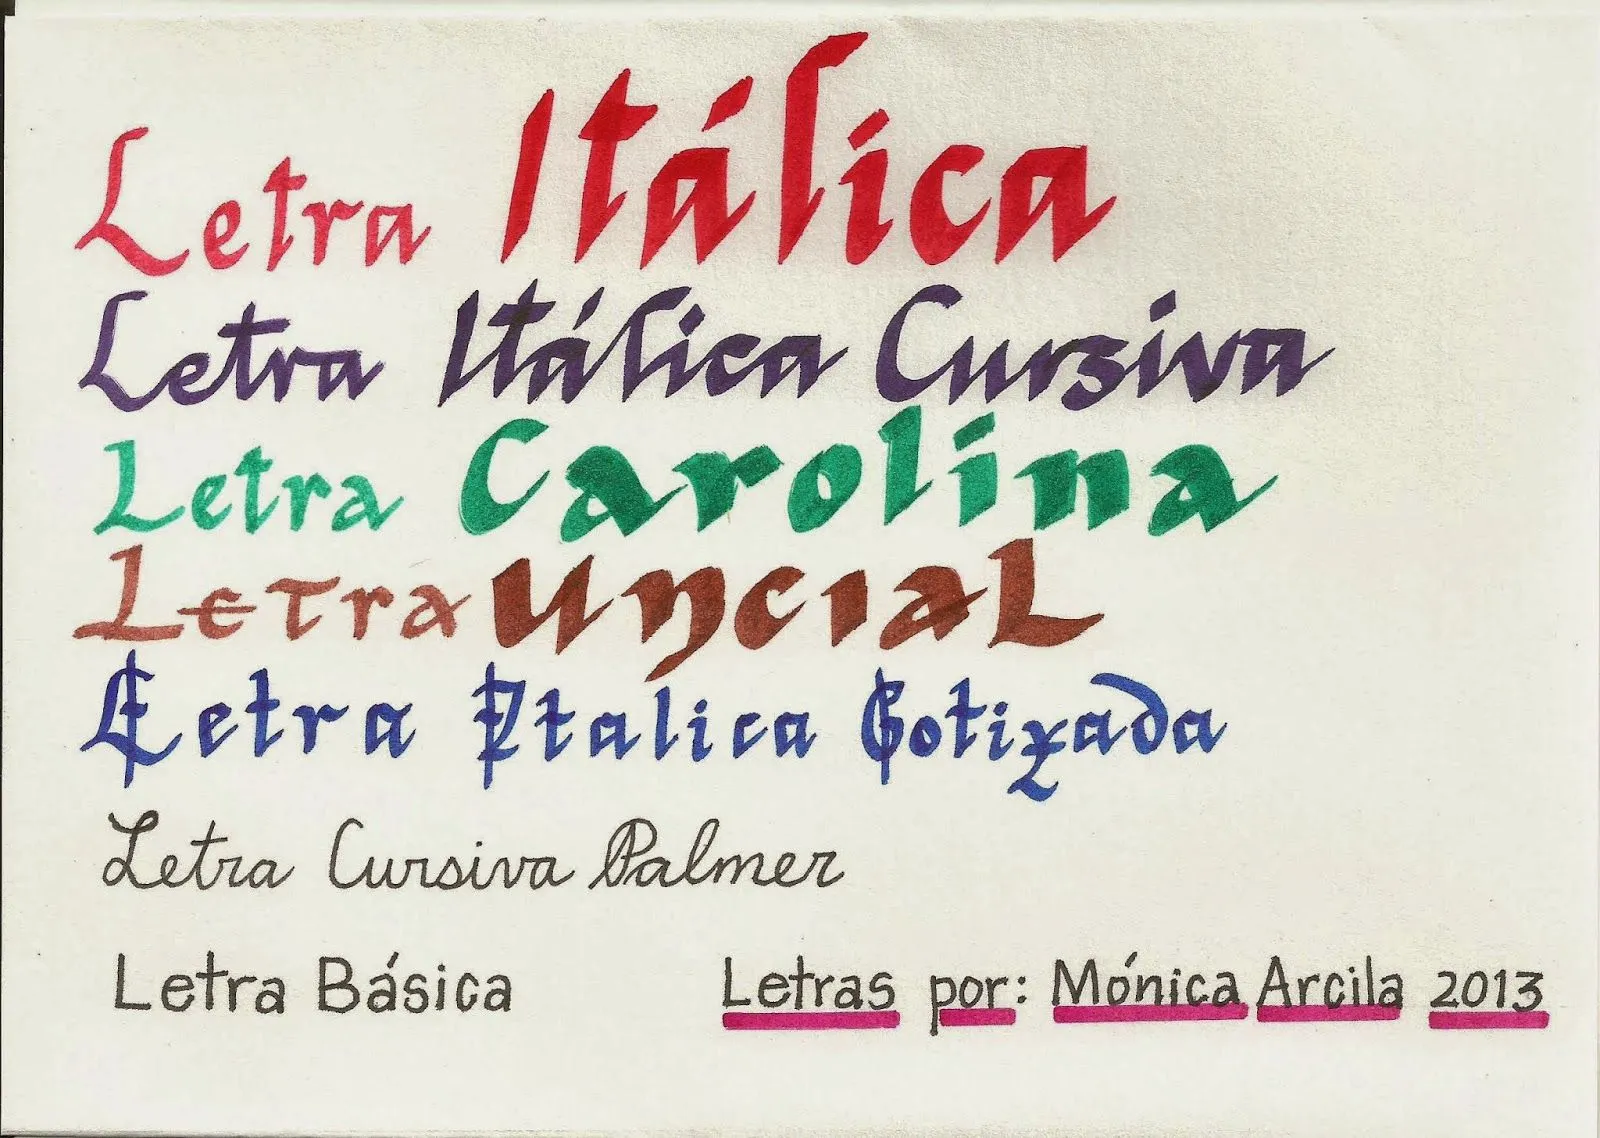 Letra Itálica
Letra Itálica Cursiva
Letra Carolina
Letra Uncial
Letra Italica Gotizada
Letra Cursiva Palmer
Letra Básica Letras por: Mónica Arcila 2013